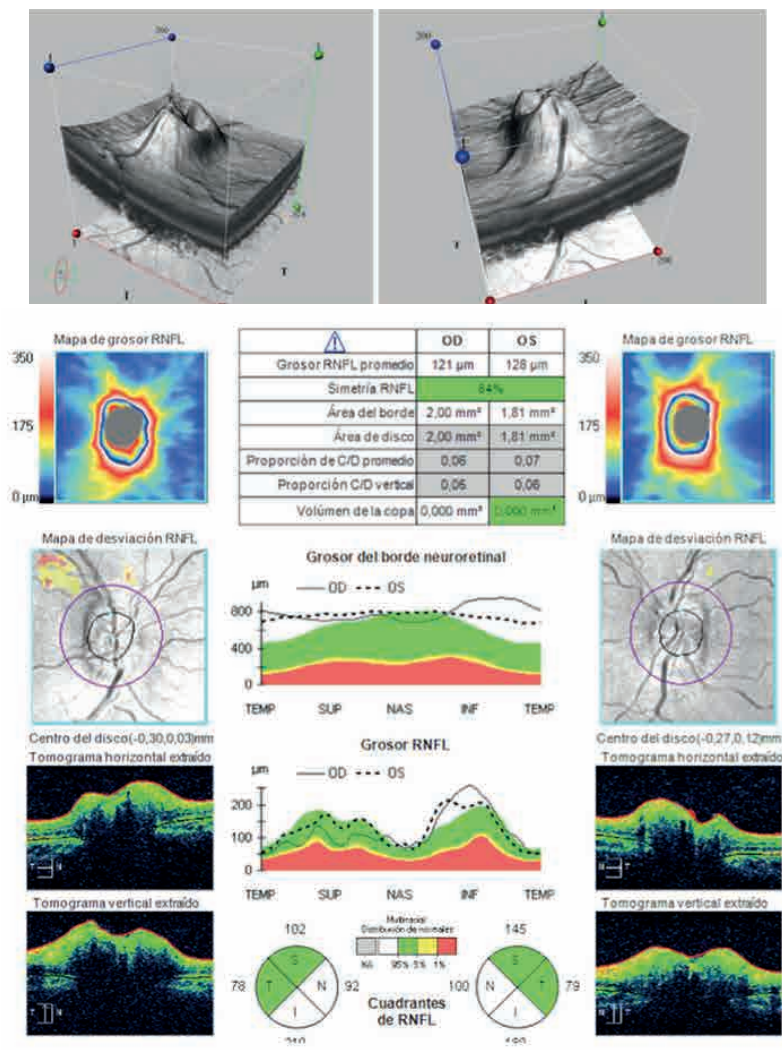 200
T
T
200
T
200
Mapa de grosor RNFL
350
175
0 µm
OD OS
Grosor RNFL promedio 121 µm 128 µm
Simetría RNFL 84%
Área del borde 2,00 mm² 1,81 mm²
Área de disco 2,00 mm² 1,81 mm²
Proporción de C/D promedio 0,06 0,07
Proporción C/D vertical 0,05 0,06
Volúmen de la copa 0,000 mm³ 0,000 mm³
Mapa de grosor RNFL
350
175
0 µm
Mapa de desviación RNFL
Grosor del borde neuroretinal
µm OD OS
800
400
0
TEMP SUP NAS INF TEMP
Mapa de desviación RNFL
Centro del disco(-0,30,0,03)mm
Tomograma horizontal extraído
T N
Grosor RNFL
µm OD OS
200
100
0
TEMP SUP NAS INF TEMP
Centro del disco(-0,27,0,12)mm
Tomograma horizontal extraído
N T
Tomograma vertical extraído
Multiracial
Distribución de normales
NA 95% 5% 1%
102
S
78 T N 92
I
Cuadrantes
de RNFL
145
S
100 N T 79
I
Tomograma vertical extraído